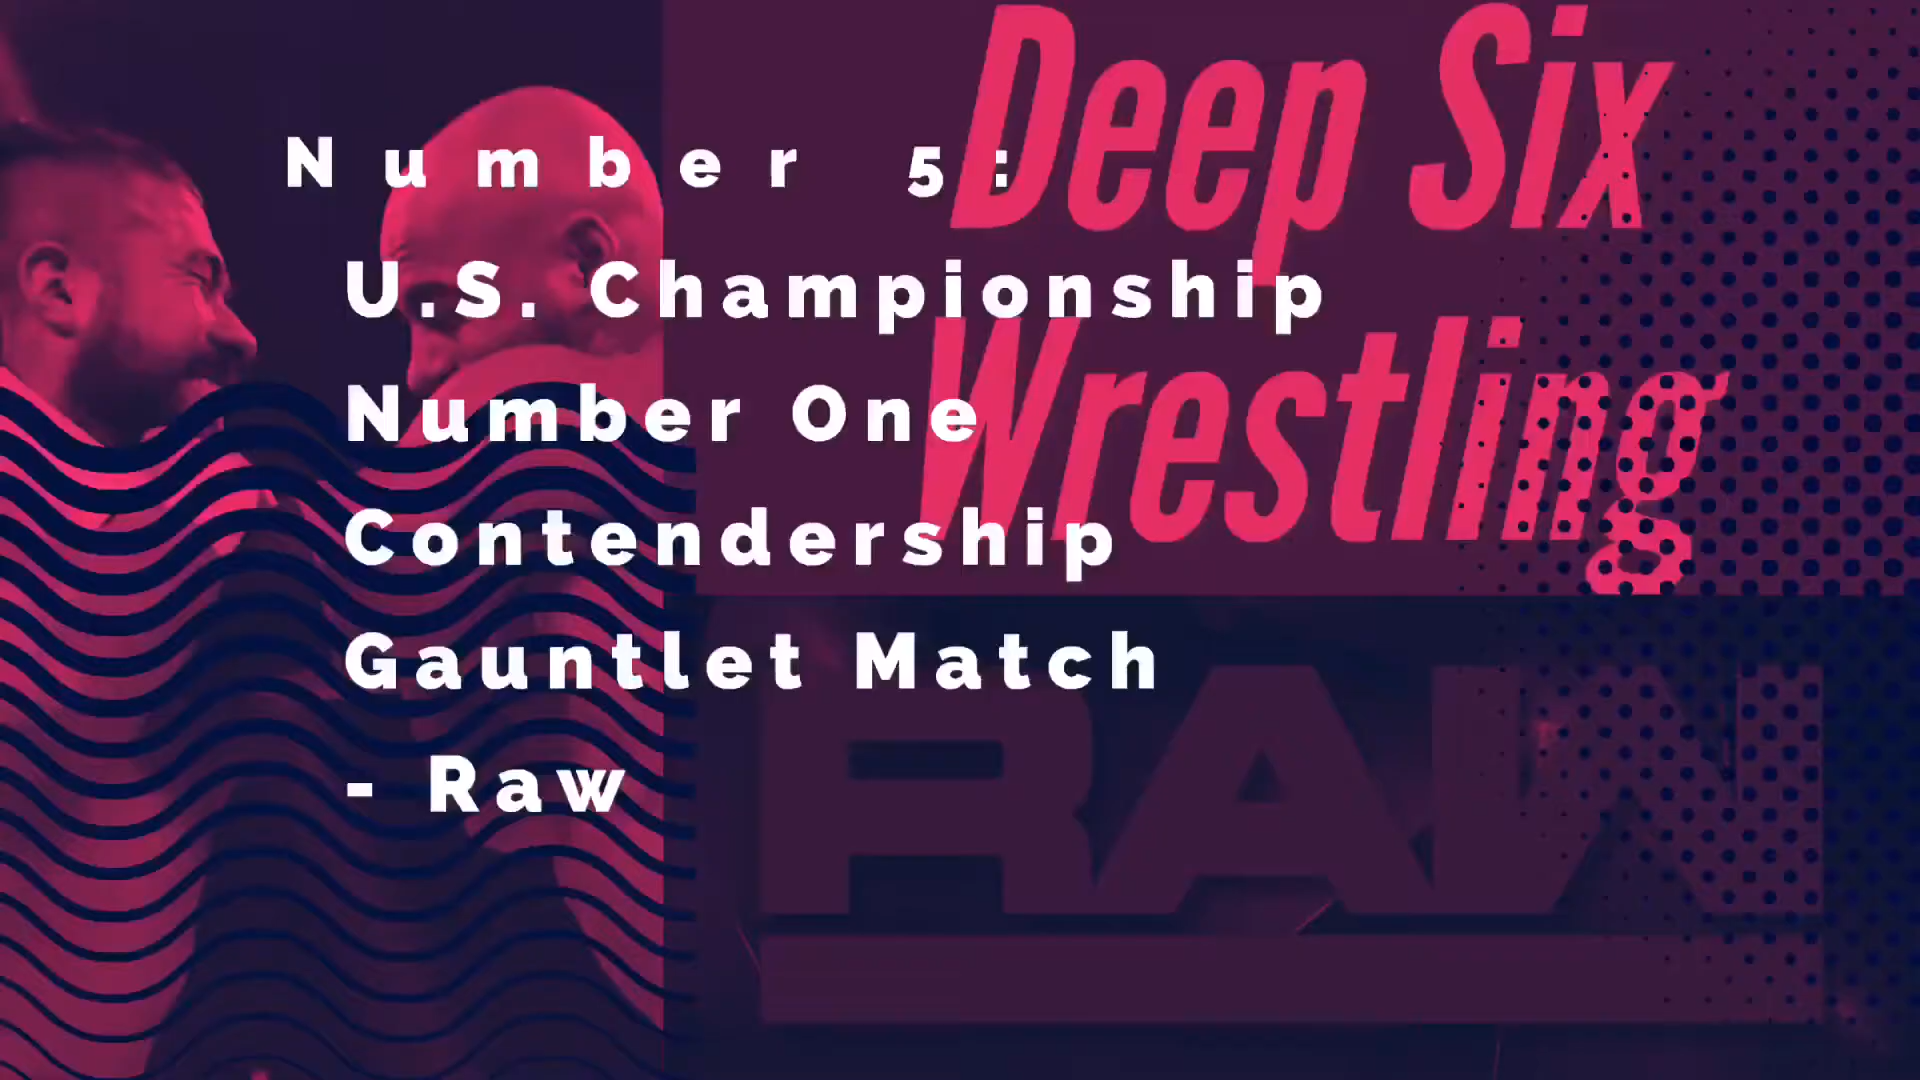 Number 5:
U.S. Championship
Number One
Contendership
Gauntlet Match
- Raw
Deep Six
Wrestling
RAW